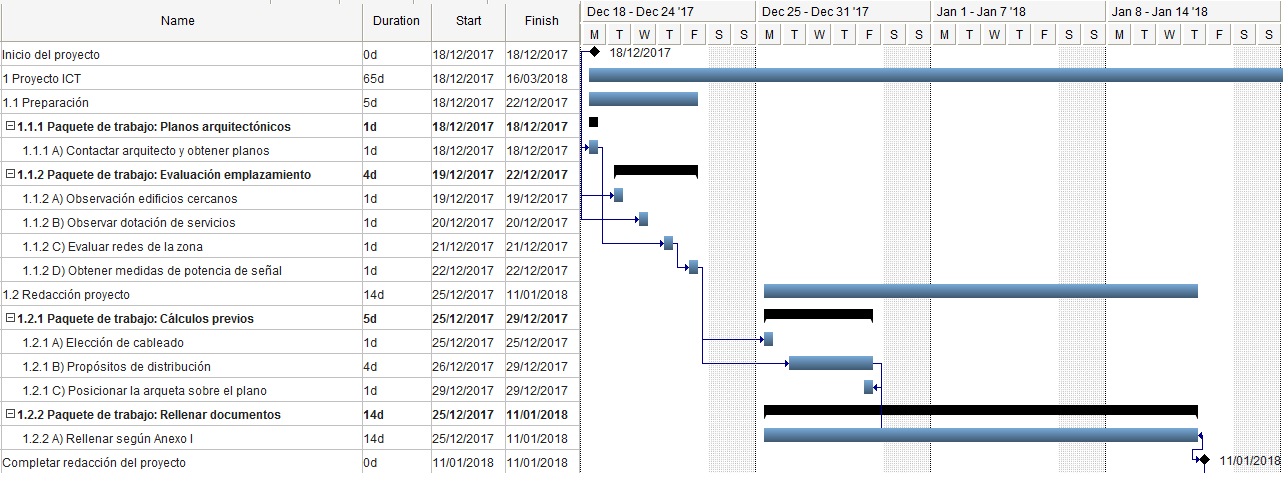 Name Duration Start Finish Dec 18 - Dec 24 '17 Dec 25 - Dec 31 '17 Jan 1 - Jan 7 '18 Jan 8 - Jan 14 '18
M T W T F S S M T W T F S S M T W T F S S M T W T F S S
Inicio del proyecto 0d 18/12/2017 18/12/2017 18/12/2017
1 Proyecto ICT 65d 18/12/2017 16/03/2018
1.1 Preparación 5d 18/12/2017 22/12/2017
1.1.1 Paquete de trabajo: Planos arquitectónicos 1d 18/12/2017 18/12/2017
1.1.1 A) Contactar arquitecto y obtener planos 1d 18/12/2017 18/12/2017
1.1.2 Paquete de trabajo: Evaluación emplazamiento 4d 19/12/2017 22/12/2017
1.1.2 A) Observación edificios cercanos 1d 19/12/2017 19/12/2017
1.1.2 B) Observar dotación de servicios 1d 20/12/2017 20/12/2017
1.1.2 C) Evaluar redes de la zona 1d 21/12/2017 21/12/2017
1.1.2 D) Obtener medidas de potencia de señal 1d 22/12/2017 22/12/2017
1.2 Redacción proyecto 14d 25/12/2017 11/01/2018
1.2.1 Paquete de trabajo: Cálculos previos 5d 25/12/2017 29/12/2017
1.2.1 A) Elección de cableado 1d 25/12/2017 25/12/2017
1.2.1 B) Propósitos de distribución 4d 26/12/2017 29/12/2017
1.2.1 C) Posicionar la arqueta sobre el plano 1d 29/12/2017 29/12/2017
1.2.2 Paquete de trabajo: Rellenar documentos 14d 25/12/2017 11/01/2018
1.2.2 A) Rellenar según Anexo I 14d 25/12/2017 11/01/2018
Completar redacción del proyecto 0d 11/01/2018 11/01/2018 11/01/2018